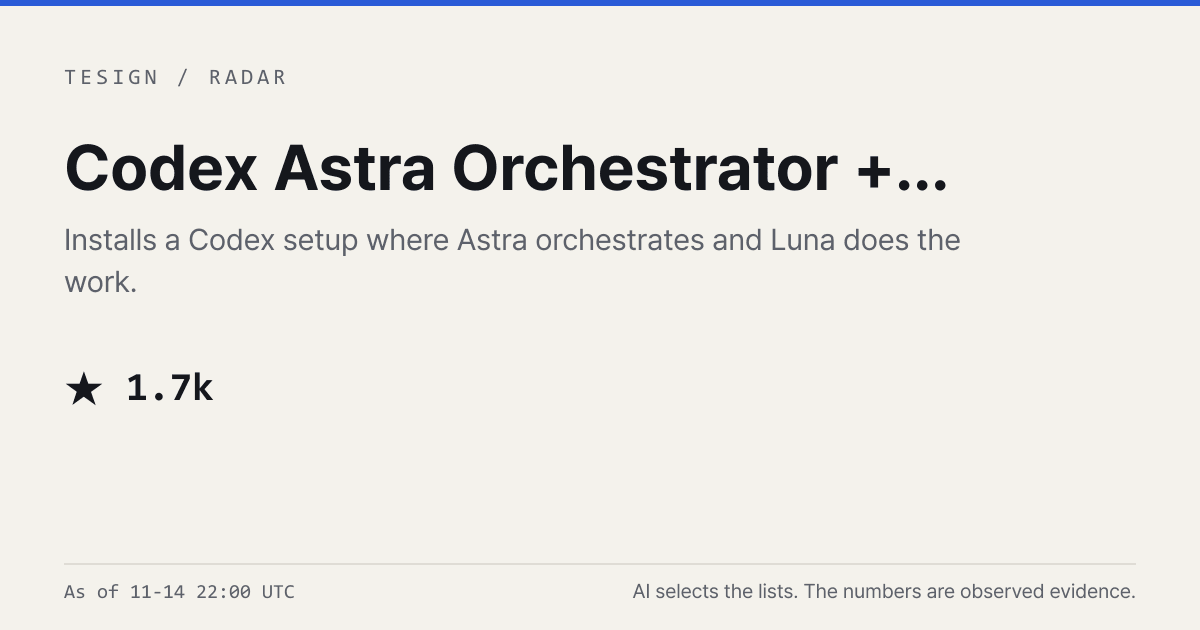 TESIGN / RADAR
Codex Astra Orchestrator +...
Installs a Codex setup where Astra orchestrates and Luna does the
work.
★ 1.7k
As of 11-14 22:00 UTC
AI selects the lists. The numbers are observed evidence.